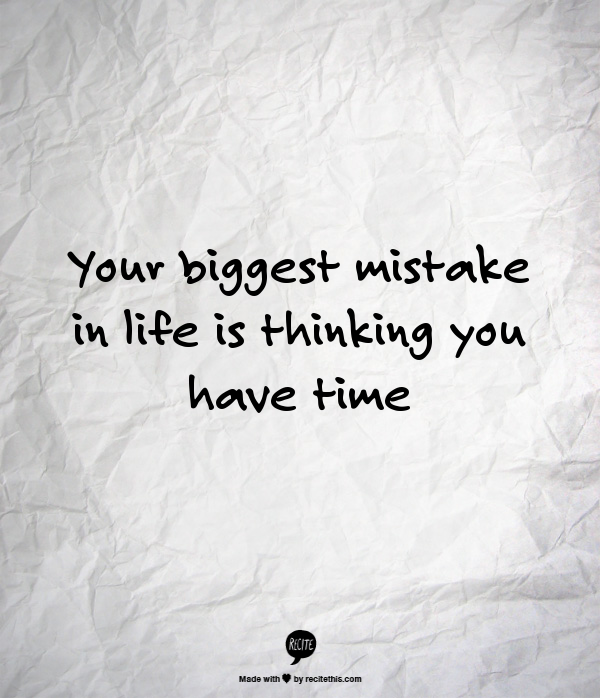 Your biggest mistake
in life is thinking you
have time
RECITE
Made with ♥ by recitethis.com